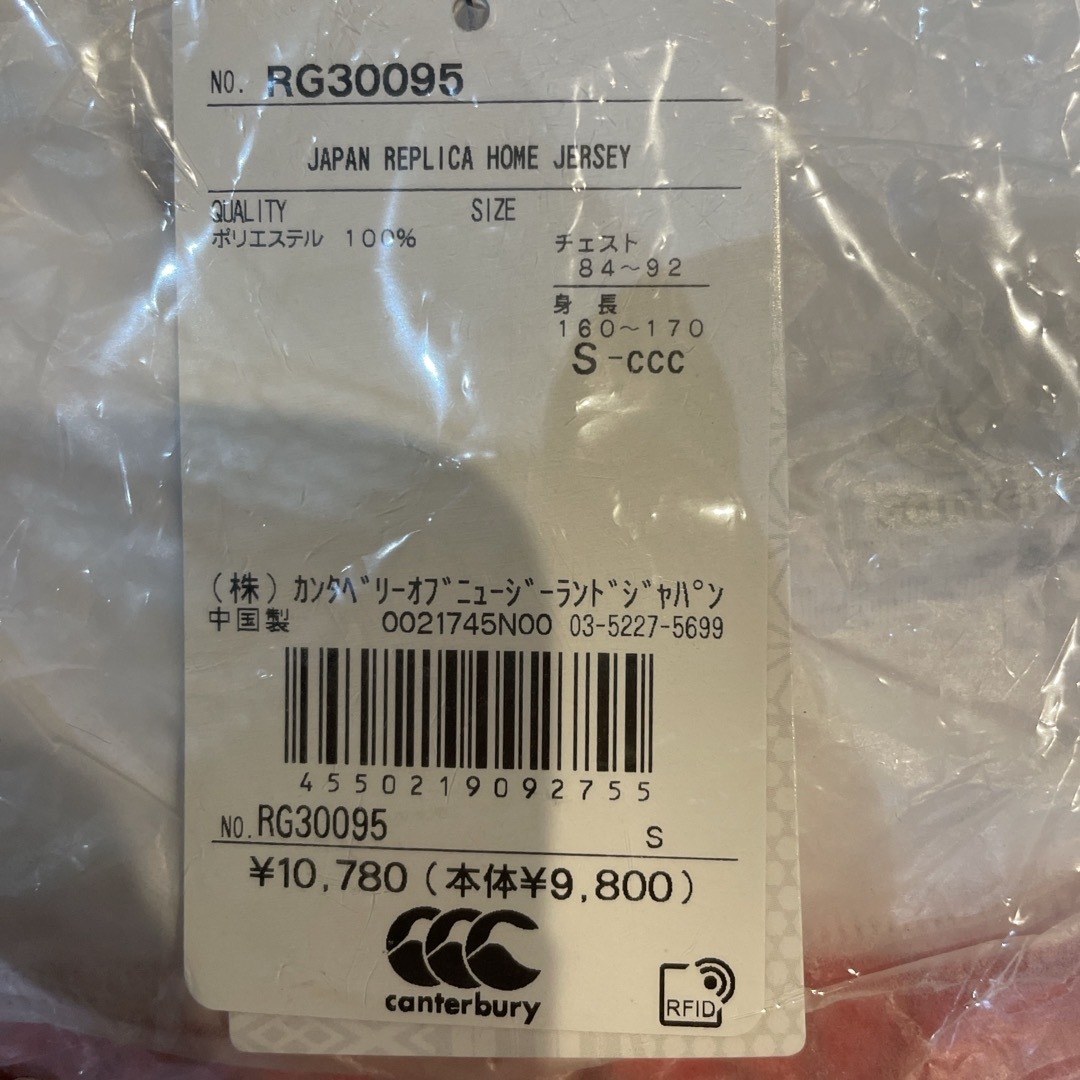 NO. RG30095
JAPAN REPLICA HOME JERSEY
QUALITY SIZE
ポリエステル 100%
チェスト
84～92
身 長
160～170
S-ccc
(株)ｶﾝﾀﾍﾞﾘｰｵﾌﾞﾆｭｰｼﾞｰﾗﾝﾄﾞｼﾞｬﾊﾟﾝ
中国製 0021745N00 03-5227-5699
4550219092755
NO. RG30095 S
¥10,780(本体¥9,800)
canterbury
RFID